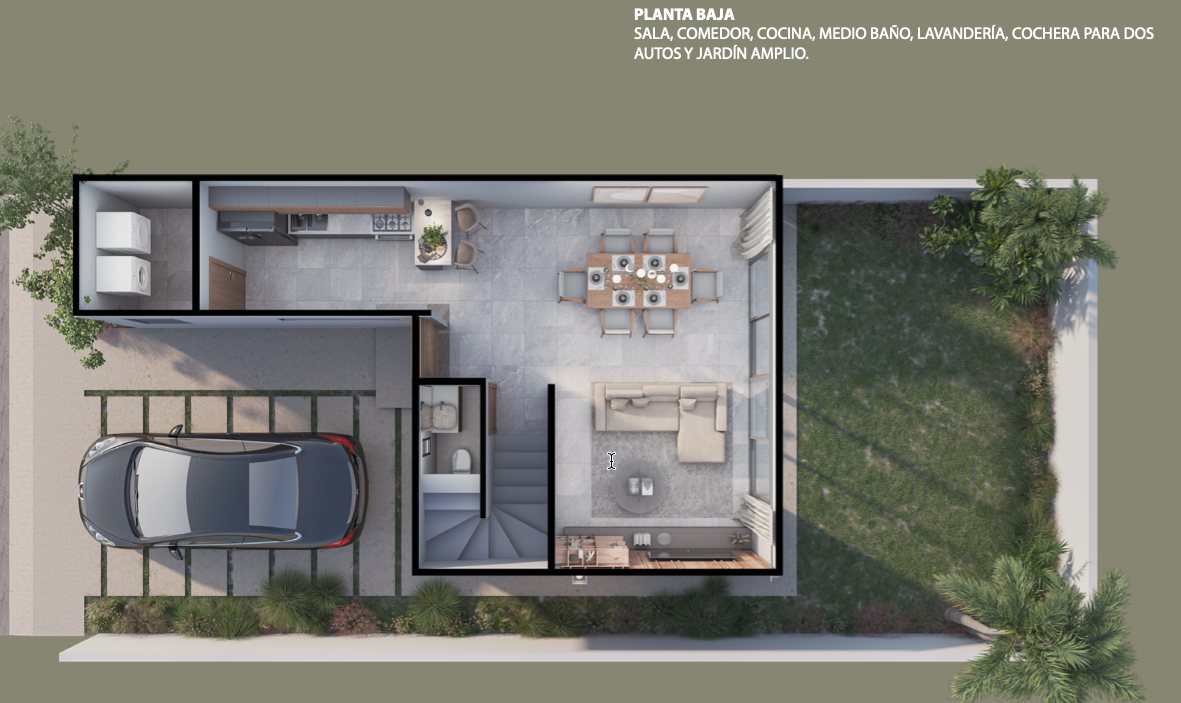 PLANTA BAJA
SALA, COMEDOR, COCINA, MEDIO BAÑO, LAVANDERÍA, COCHERA PARA DOS
AUTOS Y JARDÍN AMPLIO.